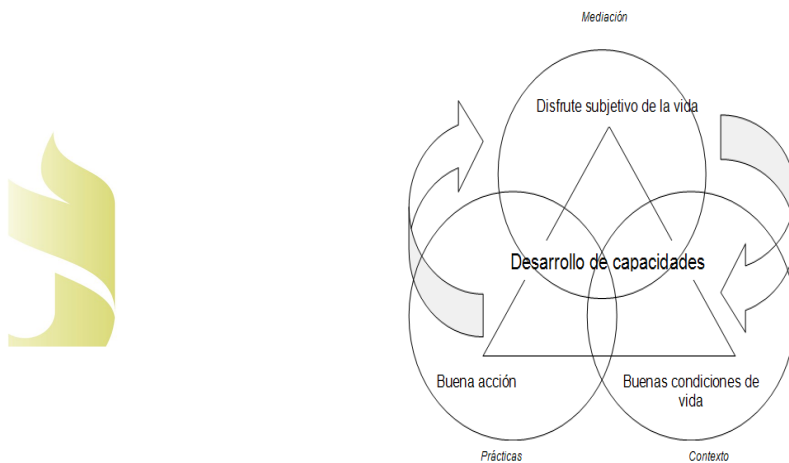 Mediación
Disfrute subjetivo de la vida
Desarrollo de capacidades
Buena acción
Buenas condiciones de
vida
Prácticas
Contexto